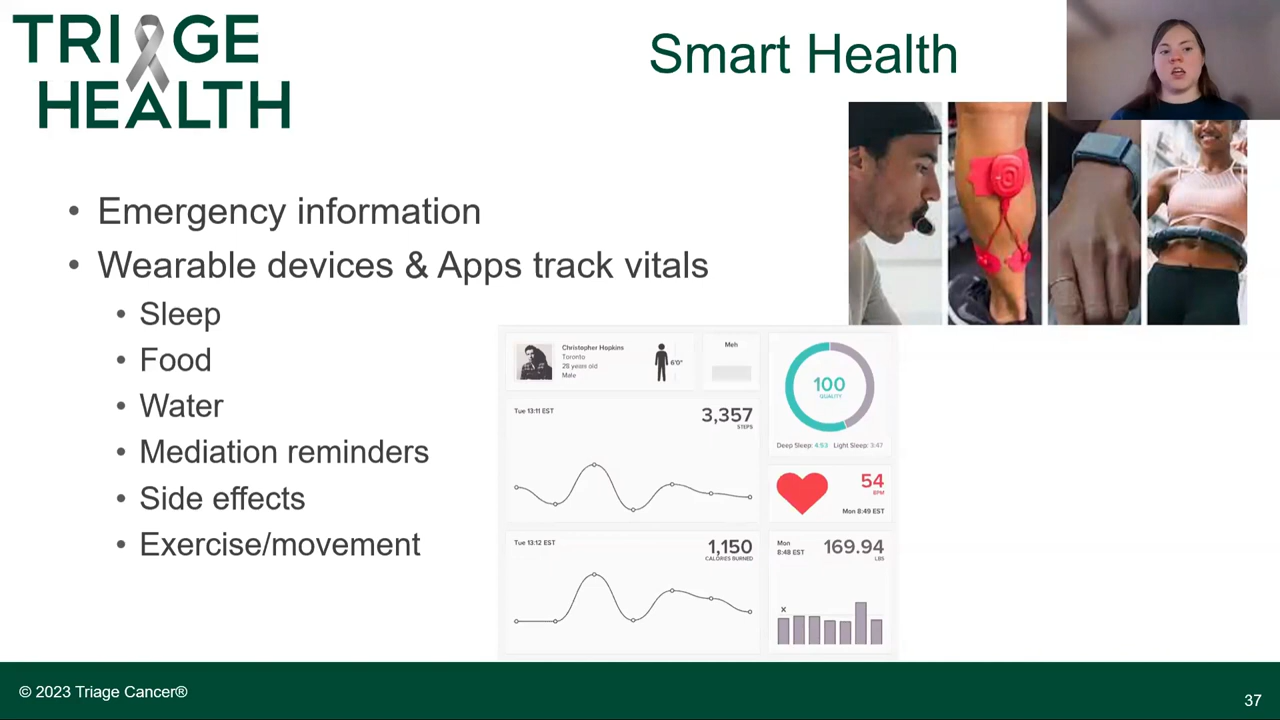 TRIAGE
HEALTH
Smart Health
• Emergency information
• Wearable devices & Apps track vitals
• Sleep
• Food
• Water
• Mediation reminders
• Side effects
• Exercise/movement
Christopher Hopkins
Toronto
28 years old
Male
6'0"
Meh
100
QUALITY
Deep Sleep: 4:53 Light Sleep: 3:47
Tue 13:11 EST
3,357
STEPS
54
BPM
Mon 8:49 EST
Tue 13:12 EST
1,150
CALORIES BURNED
Mon
8:48 EST
169.94
LBS
x
© 2023 Triage Cancer®
37